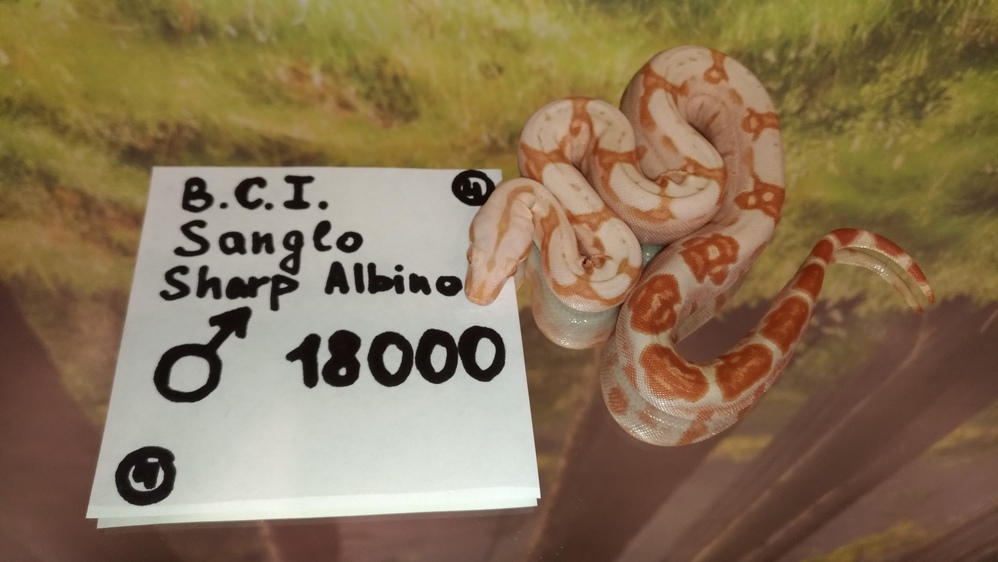 B.C.I.
Sanglo
Sharp Albino
♂ 18000